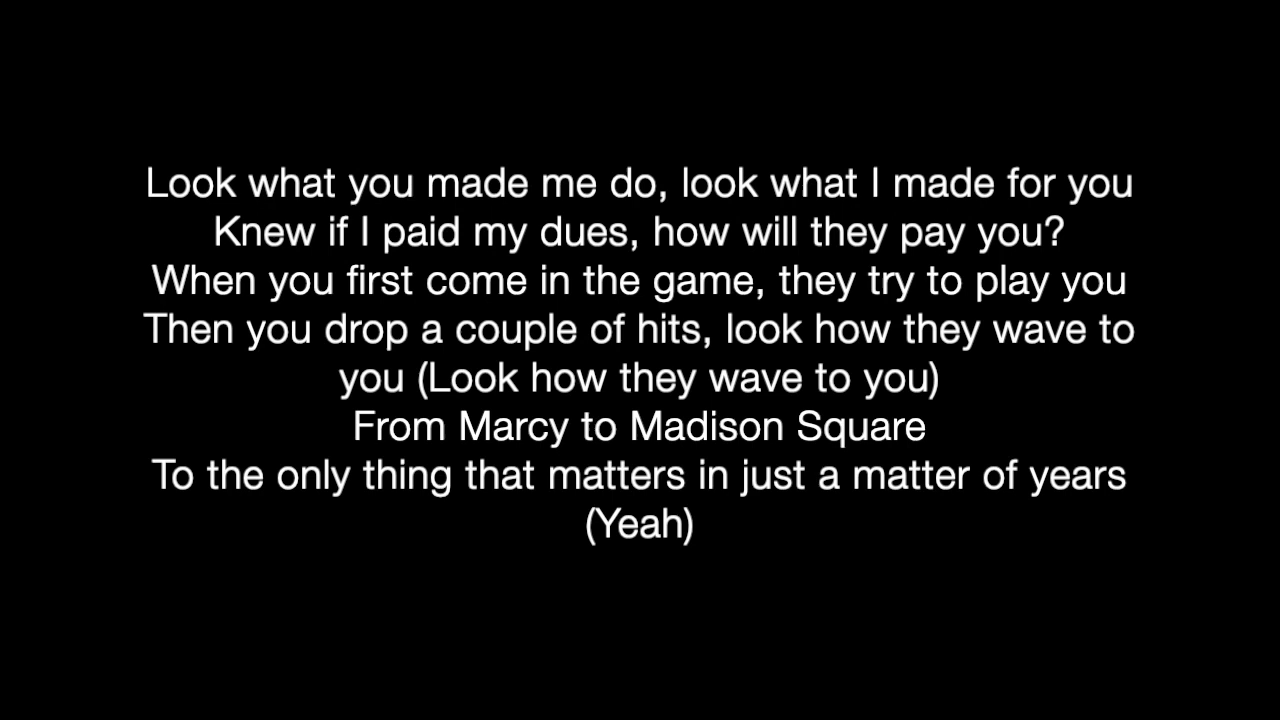 Look what you made me do, look what I made for you
Knew if I paid my dues, how will they pay you?
When you first come in the game, they try to play you
Then you drop a couple of hits, look how they wave to
you (Look how they wave to you)
From Marcy to Madison Square
To the only thing that matters in just a matter of years
(Yeah)